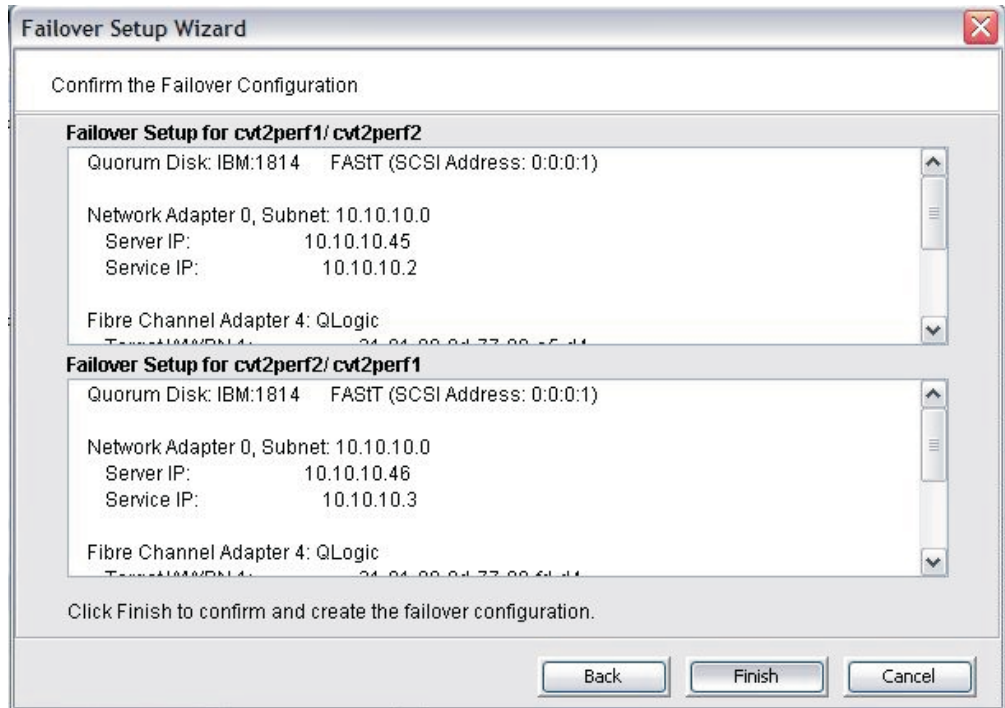 Failover Setup Wizard
Confirm the Failover Configuration
Failover Setup for cvt2perf1/ cvt2perf2
Quorum Disk: IBM:1814 FAStT (SCSI Address: 0:0:0:1)
Network Adapter 0, Subnet: 10.10.10.0
Server IP: 10.10.10.45
Service IP: 10.10.10.2
Fibre Channel Adapter 4: QLogic
Failover Setup for cvt2perf2/ cvt2perf1
Quorum Disk: IBM:1814 FAStT (SCSI Address: 0:0:0:1)
Network Adapter 0, Subnet: 10.10.10.0
Server IP: 10.10.10.46
Service IP: 10.10.10.3
Fibre Channel Adapter 4: QLogic
Click Finish to confirm and create the failover configuration.
Back Finish Cancel